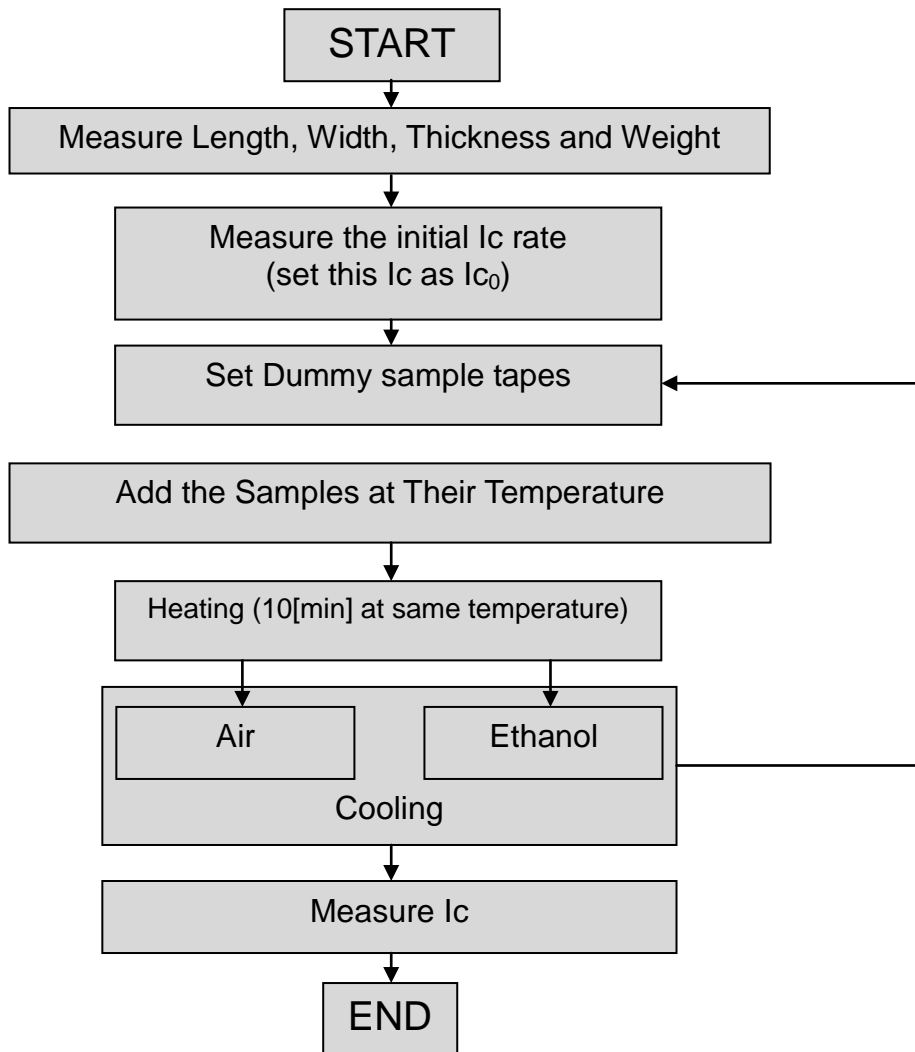 START
Measure Length, Width, Thickness and Weight
Measure the initial Ic rate
(set this Ic as Ic₀)
Set Dummy sample tapes
Add the Samples at Their Temperature
Heating (10[min] at same temperature)
Air
Ethanol
Cooling
Measure Ic
END